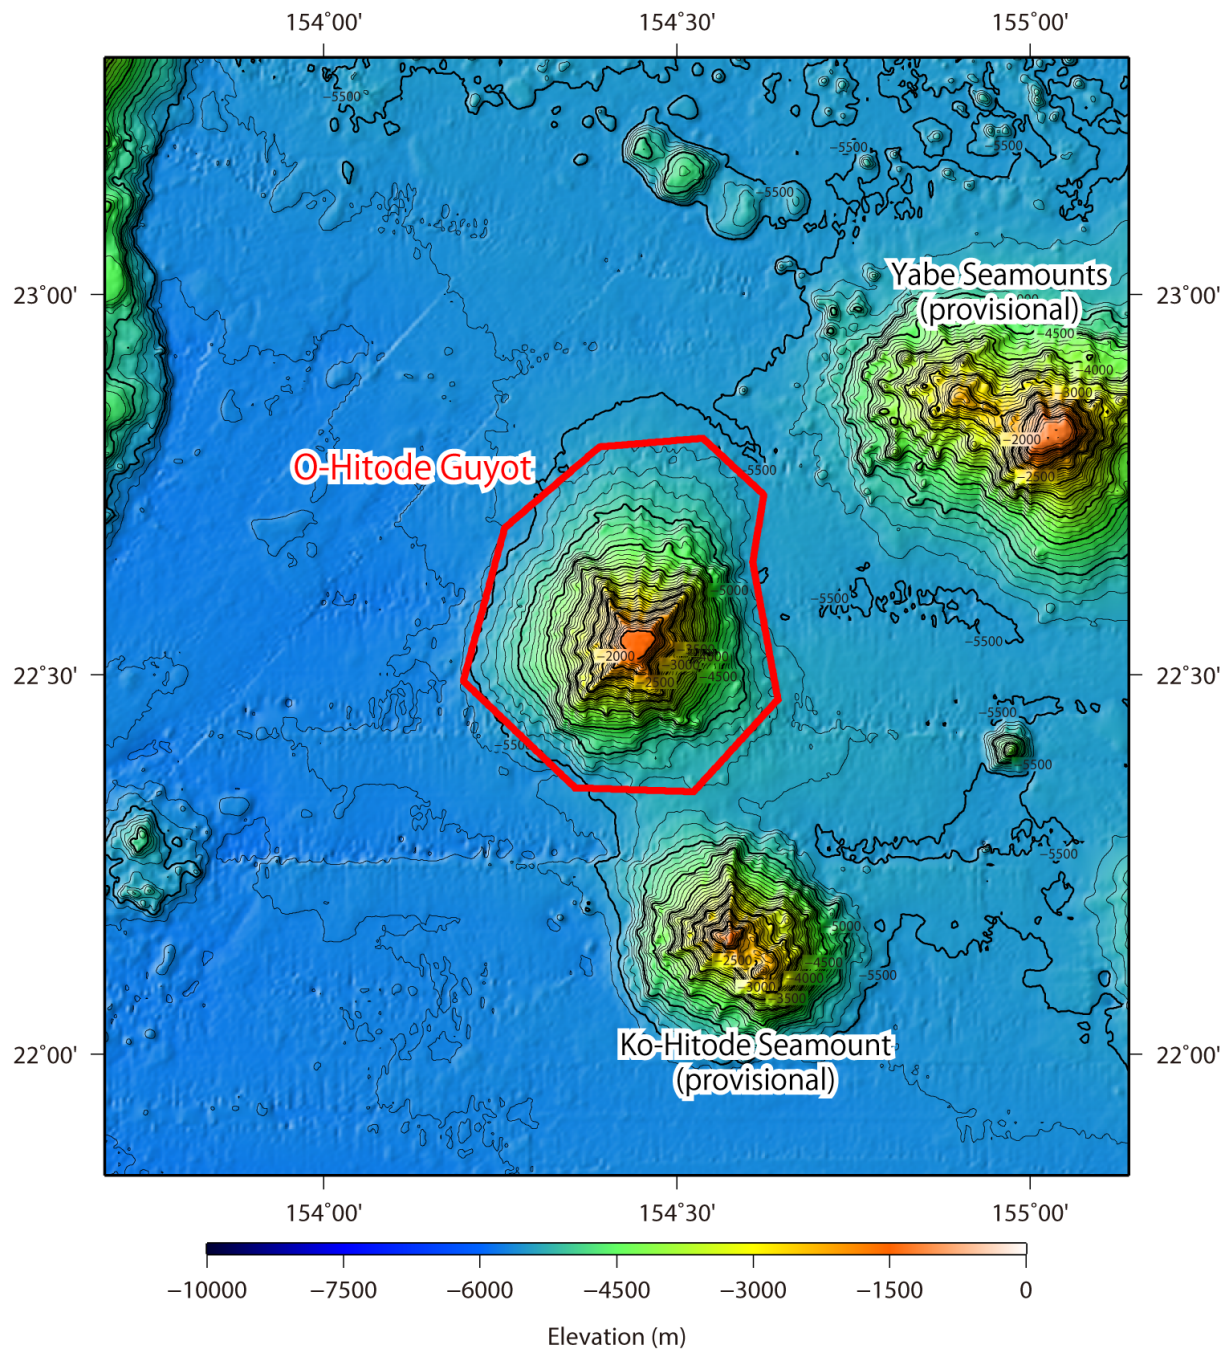 154°00' 154°30' 155°00'
−5500
−5500 −5500
−5500
Yabe Seamounts
23°00' (provisional) 23°00'
−4500
−4000
−3000
−2000
O-Hitode Guyot −5500
−2500
−5000
−5500
−5500
−2000
−3000
−2500 −4500
22°30' 22°30'
−5500
−5500 −5500
−5500
−5000
−2500 −4500
−5500
−3000 −4000
−3500
Ko-Hitode Seamount
22°00' (provisional) 22°00'
154°00' 154°30' 155°00'
−10000 −7500 −6000 −4500 −3000 −1500 0
Elevation (m)